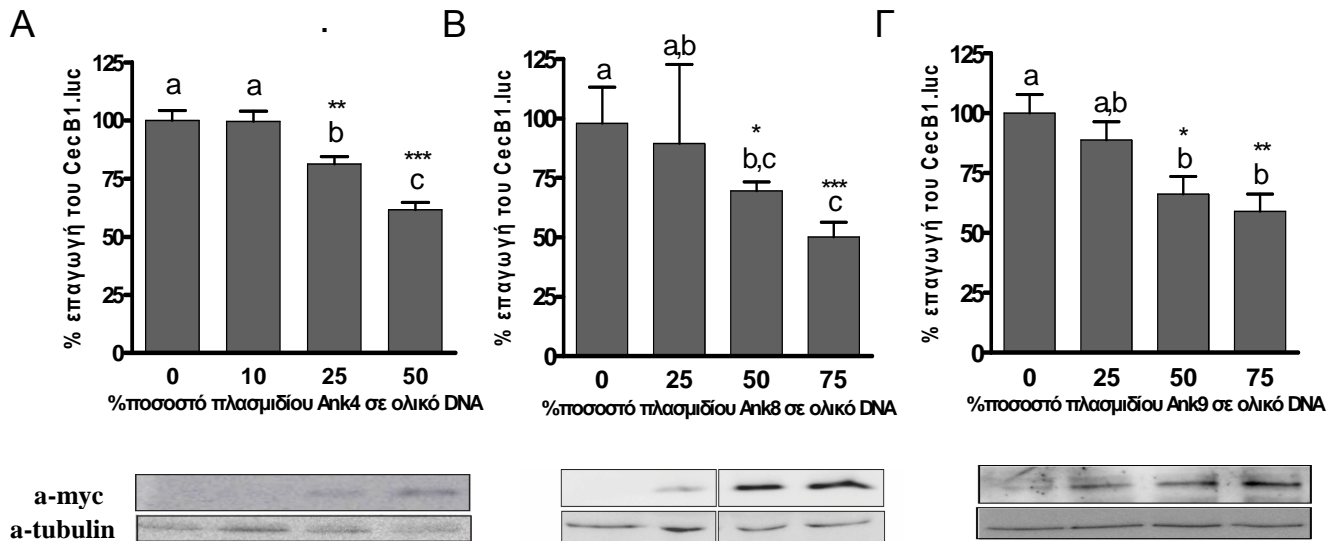 Α
.
% επαγωγή του CecB1.luc
125
100
75
50
25
0
a
a
**
b
***
c
0 10 25 50
%ποσοστό πλασμιδίου Ank4 σε ολικό DNA
Β
% επαγωγή του CecB1.luc
125
100
75
50
25
0
a
a,b
*
b,c
***
c
0 25 50 75
%ποσοστό πλασμιδίου Ank8 σε ολικό DNA
Γ
% επαγωγή του CecB1.luc
125
100
75
50
25
0
a
a,b
*
b
**
b
0 25 50 75
%ποσοστό πλασμιδίου Ank9 σε ολικό DNA
a-myc
a-tubulin